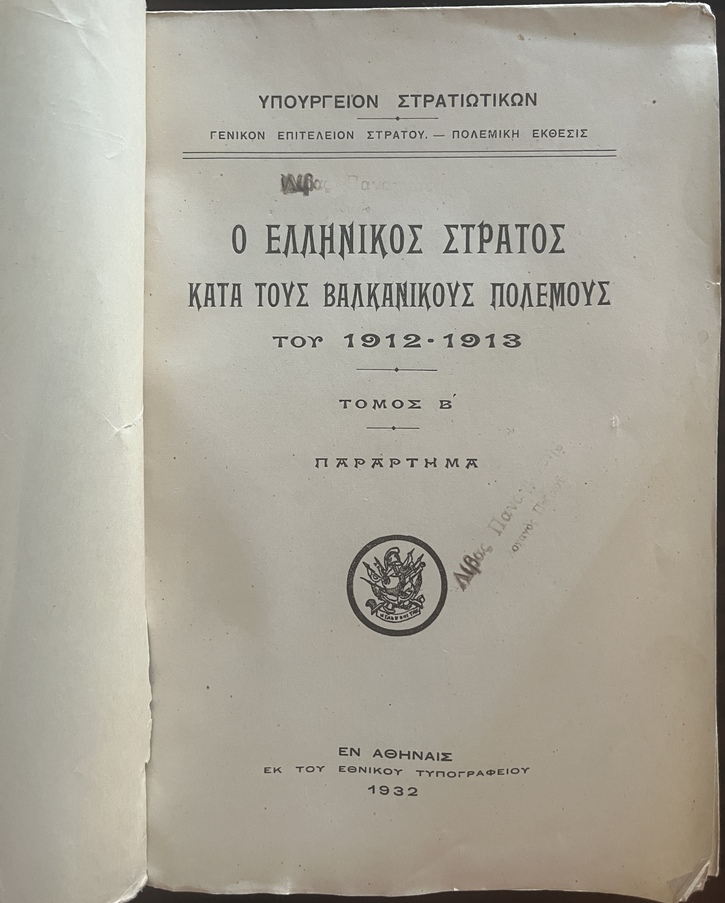 ΥΠΟΥΡΓΕΙΟΝ ΣΤΡΑΤΙΩΤΙΚΩΝ
ΓΕΝΙΚΟΝ ΕΠΙΤΕΛΕΙΟΝ ΣΤΡΑΤΟΥ. — ΠΟΛΕΜΙΚΗ ΕΚΘΕΣΙΣ
Ο ΕΛΛΗΝΙΚΟΣ ΣΤΡΑΤΟΣ
ΚΑΤΑ ΤΟΥΣ ΒΑΛΚΑΝΙΚΟΥΣ ΠΟΛΕΜΟΥΣ
ΤΟΥ 1912·1913
ΤΟΜΟΣ Β΄
ΠΑΡΑΡΤΗΜΑ
Λίβας
ΕΝ ΑΘΗΝΑΙΣ
ΕΚ ΤΟΥ ΕΘΝΙΚΟΥ ΤΥΠΟΓΡΑΦΕΙΟΥ
1932